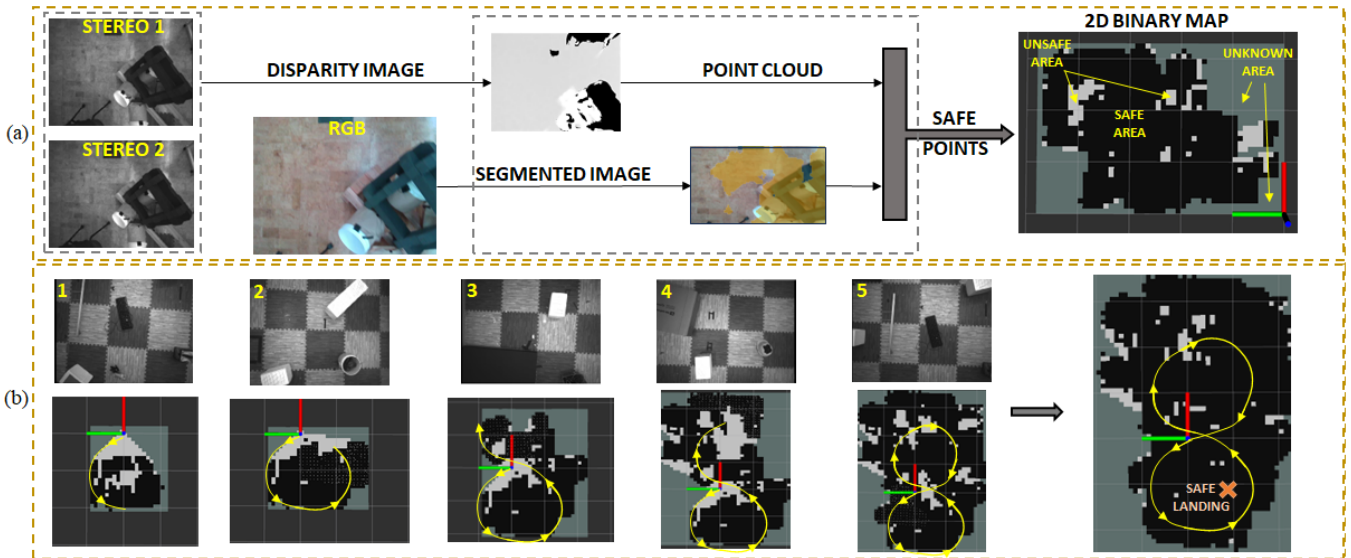 (a)
STEREO 1
STEREO 2
DISPARITY IMAGE
RGB
SEGMENTED IMAGE
POINT CLOUD
SAFE
POINTS
2D BINARY MAP
UNSAFE
AREA
SAFE
AREA
UNKNOWN
AREA
(b)
1
2
3
4
5
SAFE
LANDING